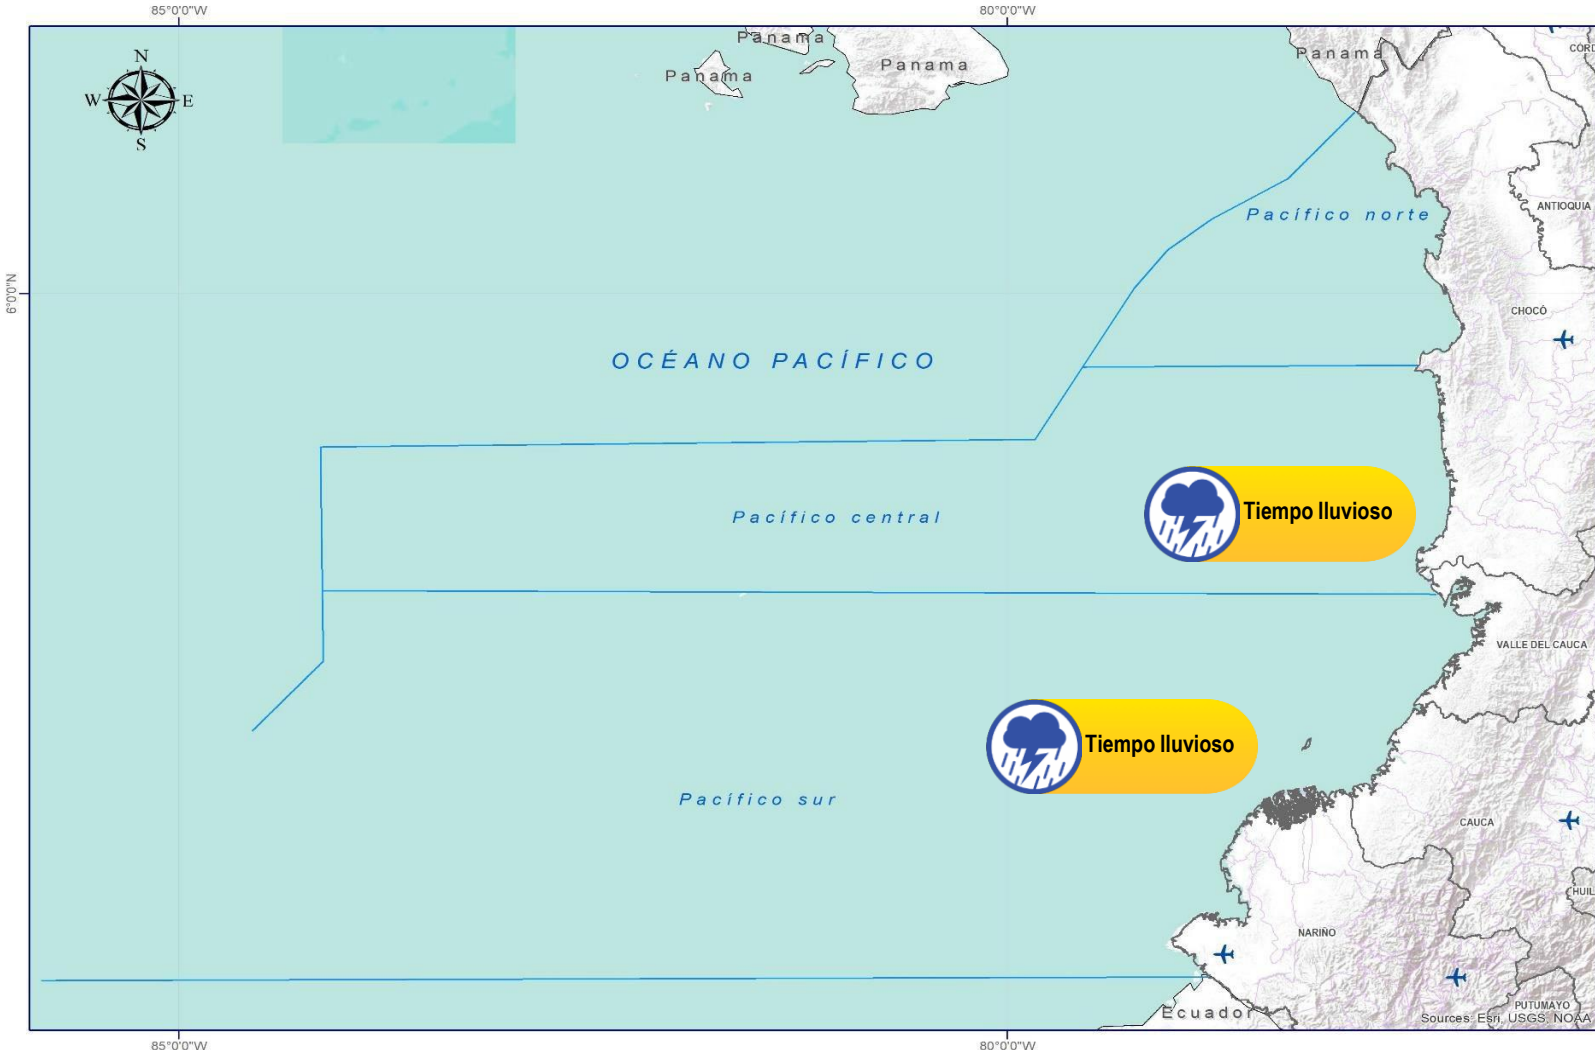 85°0'0"W
80°0'0"W
N
W
E
S
Panama
Panama
Panama
Panama
CÓRD
Pacífico norte
ANTIOQUIA
6°0'0"N
CHOCÓ
OCÉANO PACÍFICO
Tiempo lluvioso
Pacífico central
VALLE DEL CAUCA
Tiempo lluvioso
Pacífico sur
CAUCA
HUIL
NARIÑO
PUTUMAYO
Ecuador
Sources: Esri, USGS, NOAA
85°0'0"W
80°0'0"W